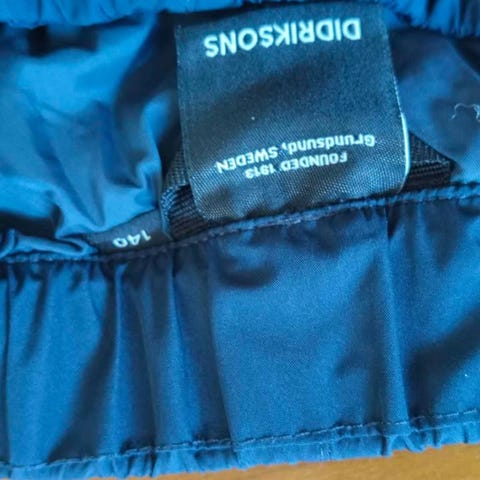 DIDRIKSONS
FOUNDED 1913
Grundsund, SWEDEN
140